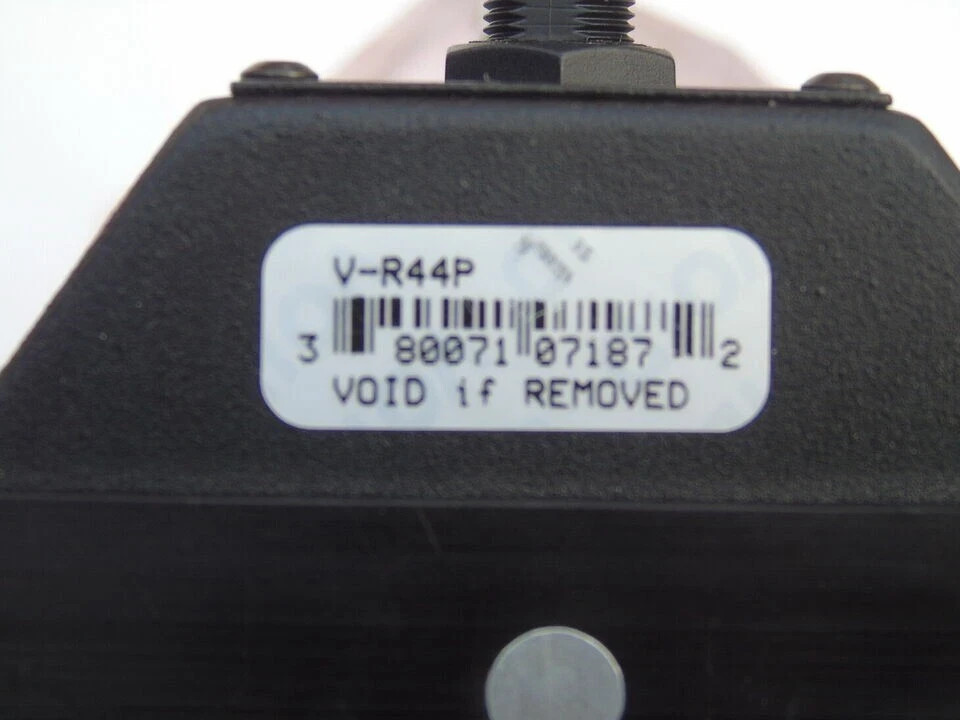 V-R44P
3 80071 07187 2
VOID if REMOVED